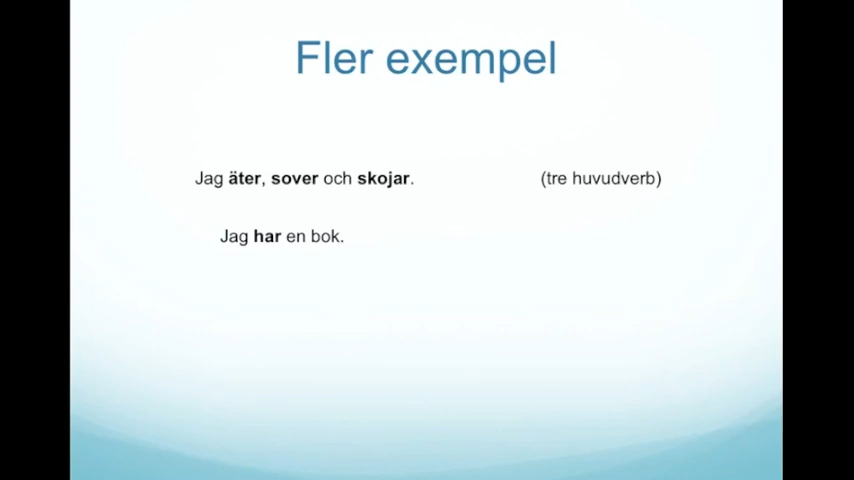 Fler exempel
Jag äter, sover och skojar. (tre huvudverb)
Jag har en bok.